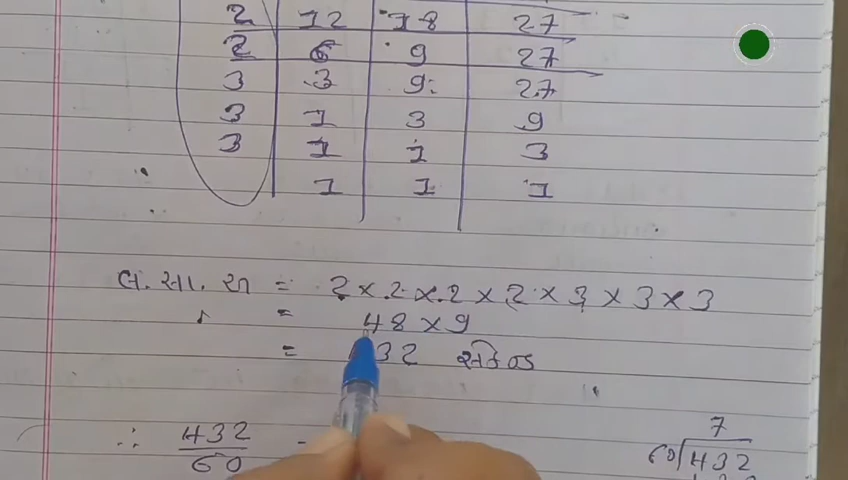 2 12 18 27
2 6 9 27
3 3 9 27
3 1 3 9
3 1 1 3
1 1 1
લ. સા. અ = 2 × 2 × 2 × 2 × 3 × 3 × 3
= 48 × 9
= 432 સેકન્ડ
∴ 432
60
7
60)432